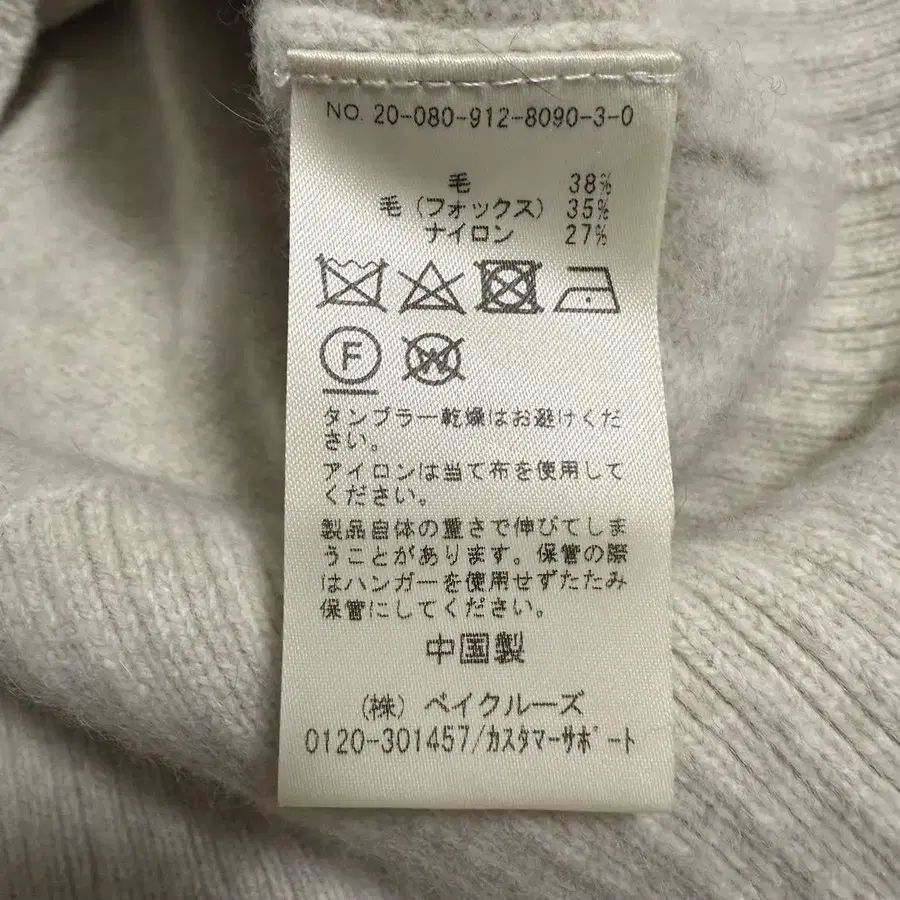 NO. 20-080-912-8090-3-0
毛 38%
毛(フォックス) 35%
ナイロン 27%
F W
タンブラー乾燥はお避けくだ
さい。
アイロンは当て布を使用して
ください。
製品自体の重さで伸びてしま
うことがあります。保管の際
はハンガーを使用せずたたみ
保管にしてください。
中国製
(株) ベイクルーズ
0120-301457/カスタマーサポート